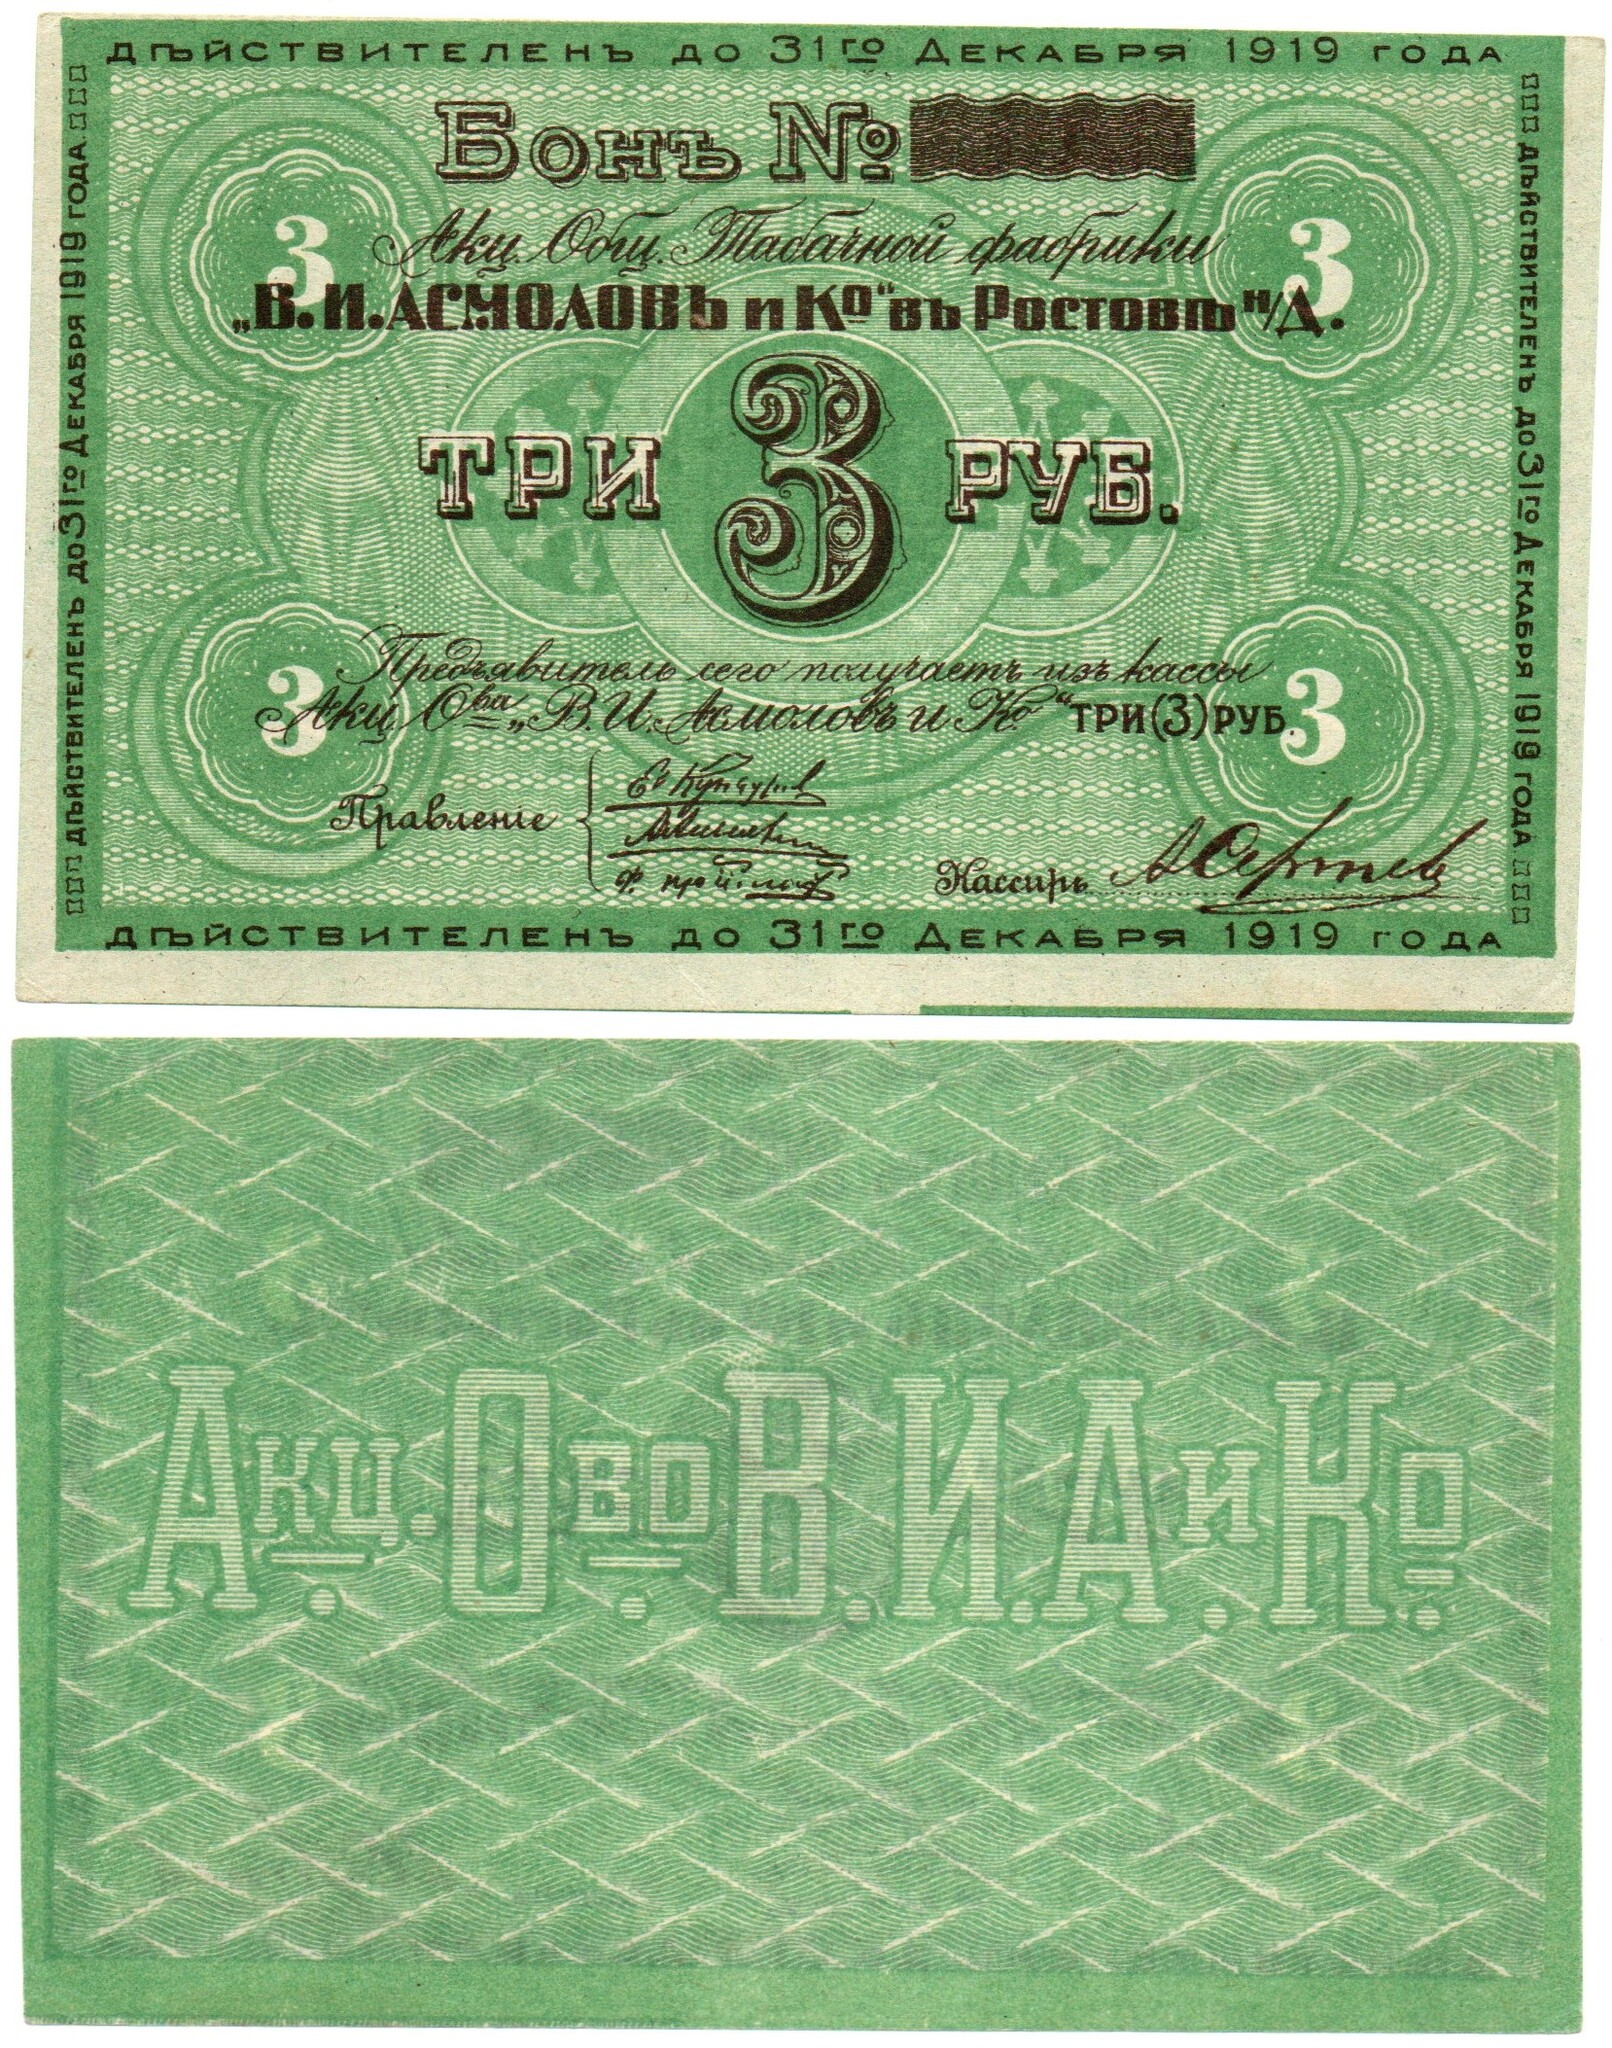 ДѢЙСТВИТЕЛЕНЪ ДО 31ГО ДЕКАБРЯ 1919 ГОДА
ДѢЙСТВИТЕЛЕНЪ ДО 31ГО ДЕКАБРЯ 1919 ГОДА.
Бонъ №
3
3
Акц. Общ. Табачной фабрики
„В. И. АСМОЛОВЪ и Ко" въ Ростовѣ н/Д.
ТРИ 3 РУБ.
3
3
Предъявитель сего получаетъ изъ кассы
Акц. О-ва „В. И. Асмоловъ и Ко" ТРИ (3) РУБ.
Правленіе
Кассиръ
ДѢЙСТВИТЕЛЕНЪ ДО 31ГО ДЕКАБРЯ 1919 ГОДА
ДѢЙСТВИТЕЛЕНЪ ДО 31ГО ДЕКАБРЯ 1919 ГОДА
Акц. О-во В. И. А. и Ко.